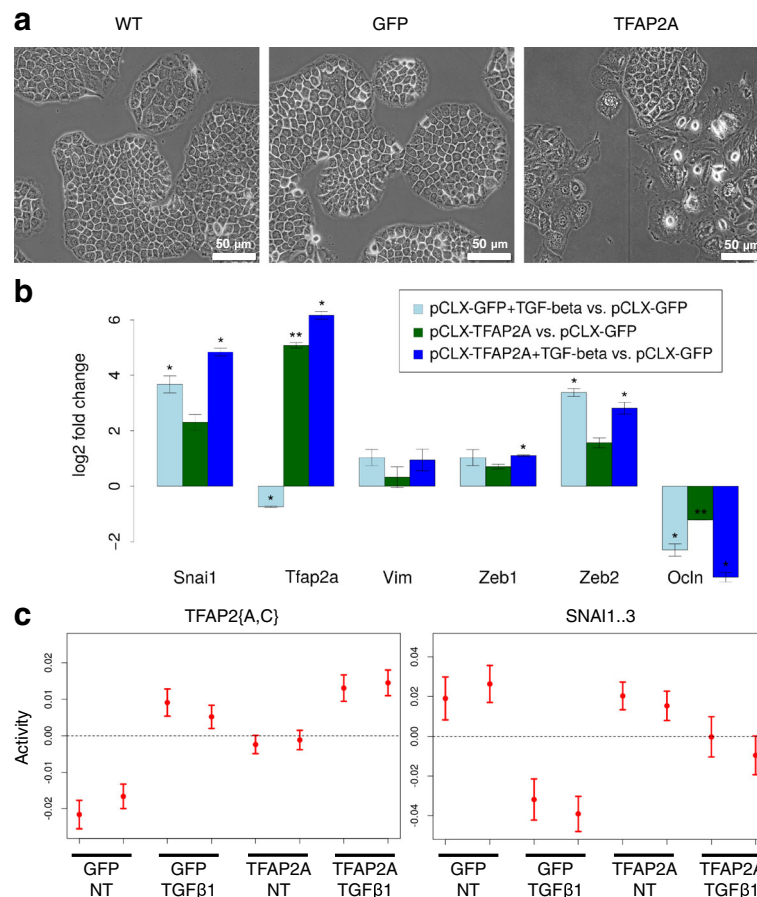 a
WT
GFP
TFAP2A
50 µm
50 µm
50 µm
b
pCLX-GFP+TGF-beta vs. pCLX-GFP
pCLX-TFAP2A vs. pCLX-GFP
pCLX-TFAP2A+TGF-beta vs. pCLX-GFP
log2 fold change
6
4
2
0
−2
* * * ** * * * * * ** *
Snai1 Tfap2a Vim Zeb1 Zeb2 Ocln
c
TFAP2{A,C}
SNAI1..3
Activity
0.02
0.01
0.00
-0.01
-0.02
0.04
0.02
0.00
-0.02
-0.04
GFP GFP TFAP2A TFAP2A
NT TGFβ1 NT TGFβ1
GFP GFP TFAP2A TFAP2A
NT TGFβ1 NT TGFβ1